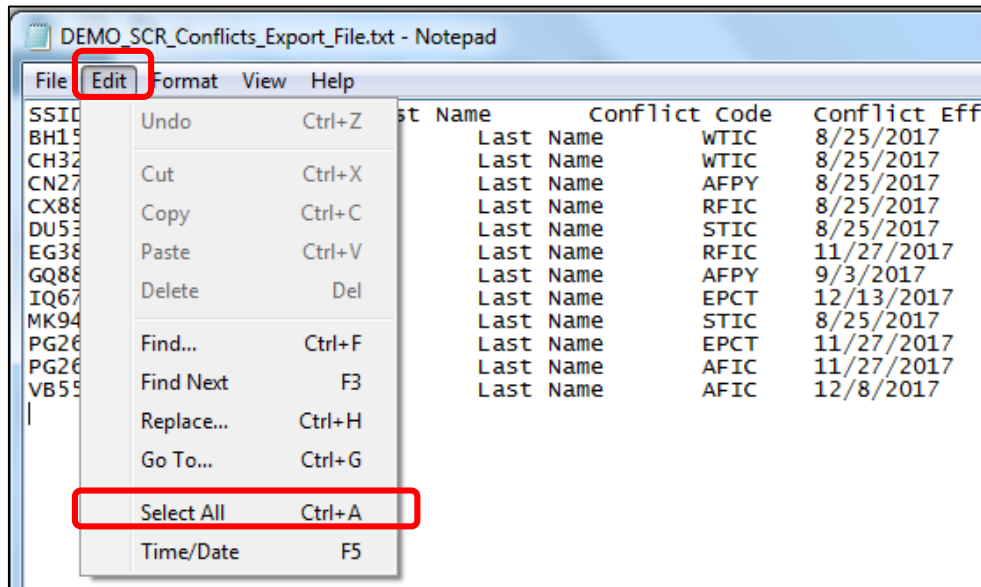 DEMO_SCR_Conflicts_Export_File.txt - Notepad
File Edit Format View Help
SSID st Name Conflict Code Conflict Eff
BH15 Last Name WTIC 8/25/2017
CH32 Last Name WTIC 8/25/2017
CN27 Last Name AFPY 8/25/2017
CX88 Last Name RFIC 8/25/2017
DU53 Last Name STIC 8/25/2017
EG38 Last Name RFIC 11/27/2017
GQ88 Last Name AFPY 9/3/2017
IQ67 Last Name EPCT 12/13/2017
MK94 Last Name STIC 8/25/2017
PG26 Last Name EPCT 11/27/2017
PG26 Last Name AFIC 11/27/2017
VB55 Last Name AFIC 12/8/2017
Undo Ctrl+Z
Cut Ctrl+X
Copy Ctrl+C
Paste Ctrl+V
Delete Del
Find... Ctrl+F
Find Next F3
Replace... Ctrl+H
Go To... Ctrl+G
Select All Ctrl+A
Time/Date F5